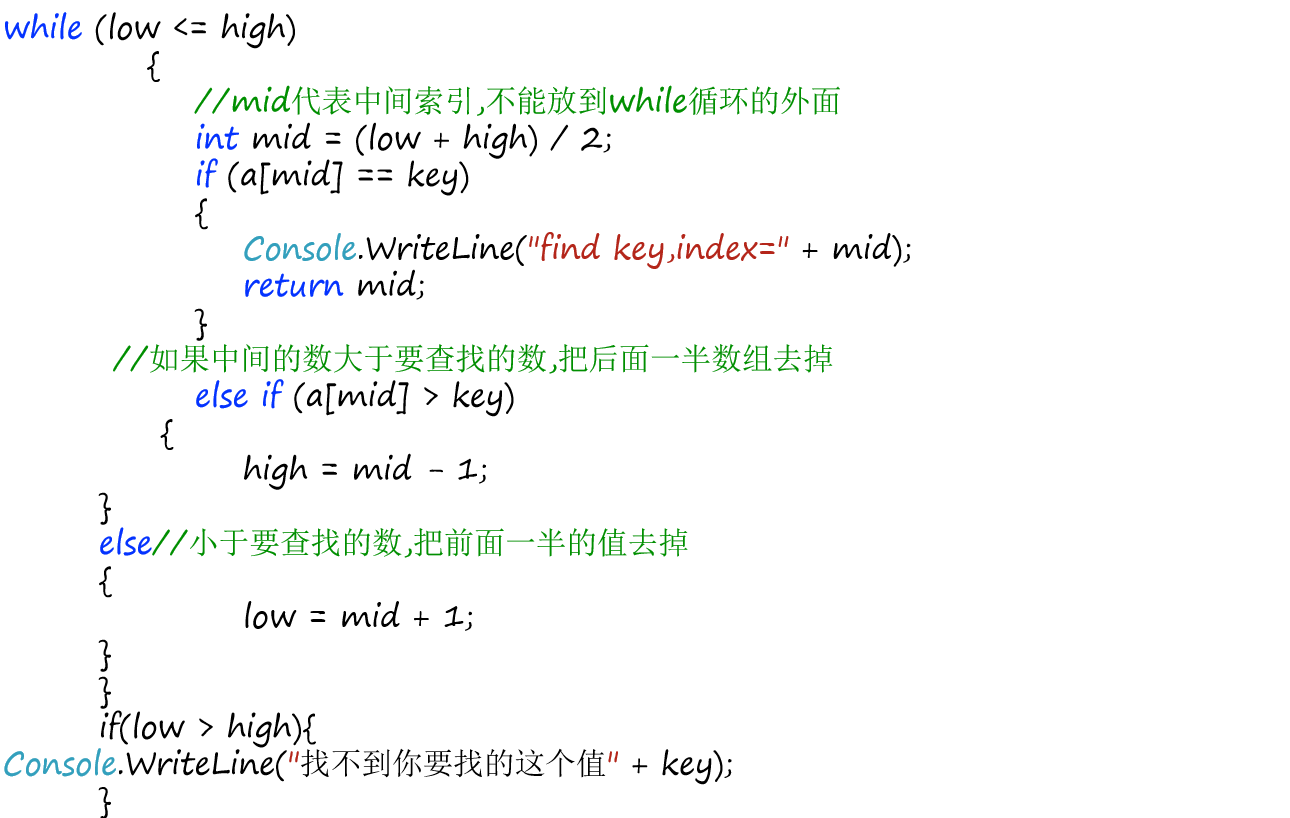 while (low <= high)
{
//mid代表中间索引,不能放到while循环的外面
int mid = (low + high) / 2;
if (a[mid] == key)
{
Console.WriteLine("find key,index=" + mid);
return mid;
}
//如果中间的数大于要查找的数,把后面一半数组去掉
else if (a[mid] > key)
{
high = mid - 1;
}
else//小于要查找的数,把前面一半的值去掉
{
low = mid + 1;
}
}
if(low > high){
Console.WriteLine("找不到你要找的这个值" + key);
}